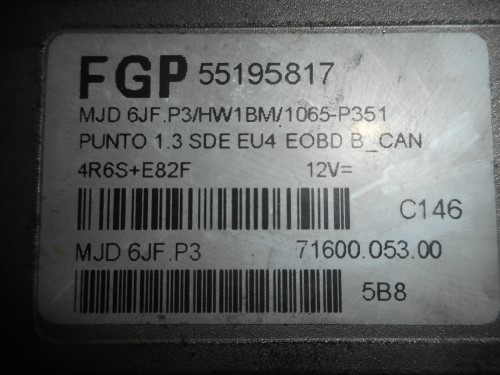 FGP 55195817
MJD 6JF.P3/HW1BM/1065-P351
PUNTO 1.3 SDE EU4 EOBD B_CAN
4R6S+E82F 12V=
C146
MJD 6JF.P3 71600.053.00
5B8